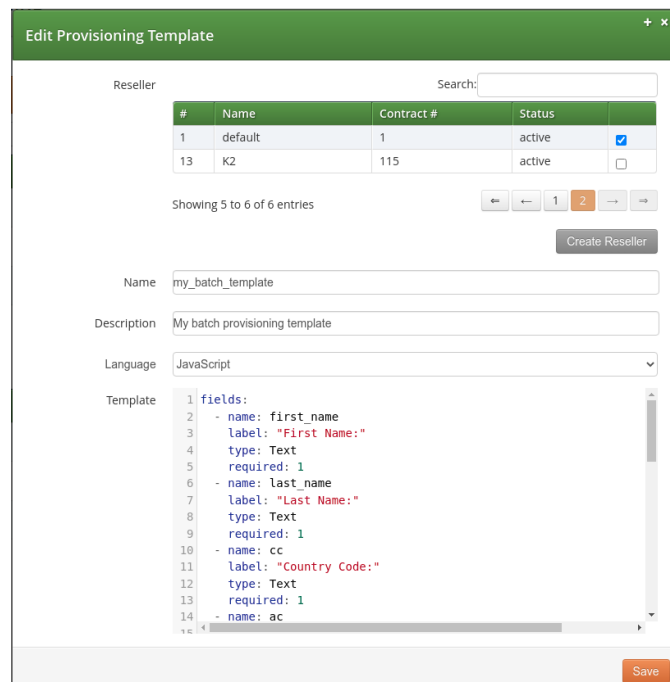 Edit Provisioning Template
+ ×
Reseller
Search:
# Name Contract # Status
1 default 1 active
13 K2 115 active
Showing 5 to 6 of 6 entries
⇐ ← 1 2 → ⇒
Create Reseller
Name my_batch_template
Description My batch provisioning template
Language JavaScript
Template
1 fields:
2 - name: first_name
3 label: "First Name:"
4 type: Text
5 required: 1
6 - name: last_name
7 label: "Last Name:"
8 type: Text
9 required: 1
10 - name: cc
11 label: "Country Code:"
12 type: Text
13 required: 1
14 - name: ac
15
Save